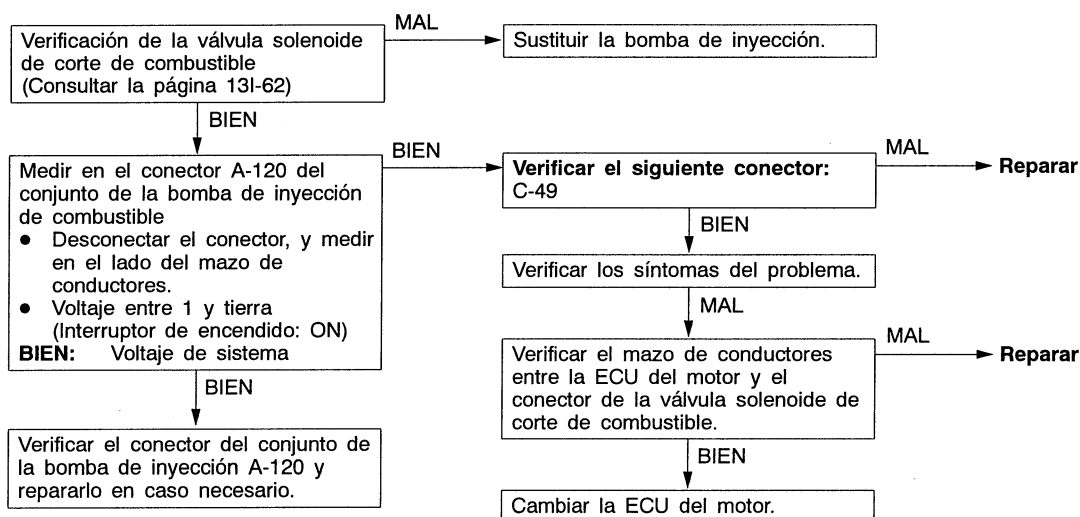 Verificación de la válvula solenoide
de corte de combustible
(Consultar la página 13I-62)
MAL
Sustituir la bomba de inyección.
BIEN
Medir en el conector A-120 del
conjunto de la bomba de inyección
de combustible
● Desconectar el conector, y medir
en el lado del mazo de
conductores.
● Voltaje entre 1 y tierra
(Interruptor de encendido: ON)
BIEN: Voltaje de sistema
BIEN
Verificar el siguiente conector:
C-49
MAL
Reparar
BIEN
Verificar los síntomas del problema.
MAL
Verificar el mazo de conductores
entre la ECU del motor y el
conector de la válvula solenoide de
corte de combustible.
MAL
Reparar
BIEN
Cambiar la ECU del motor.
BIEN
Verificar el conector del conjunto de
la bomba de inyección A-120 y
repararlo en caso necesario.